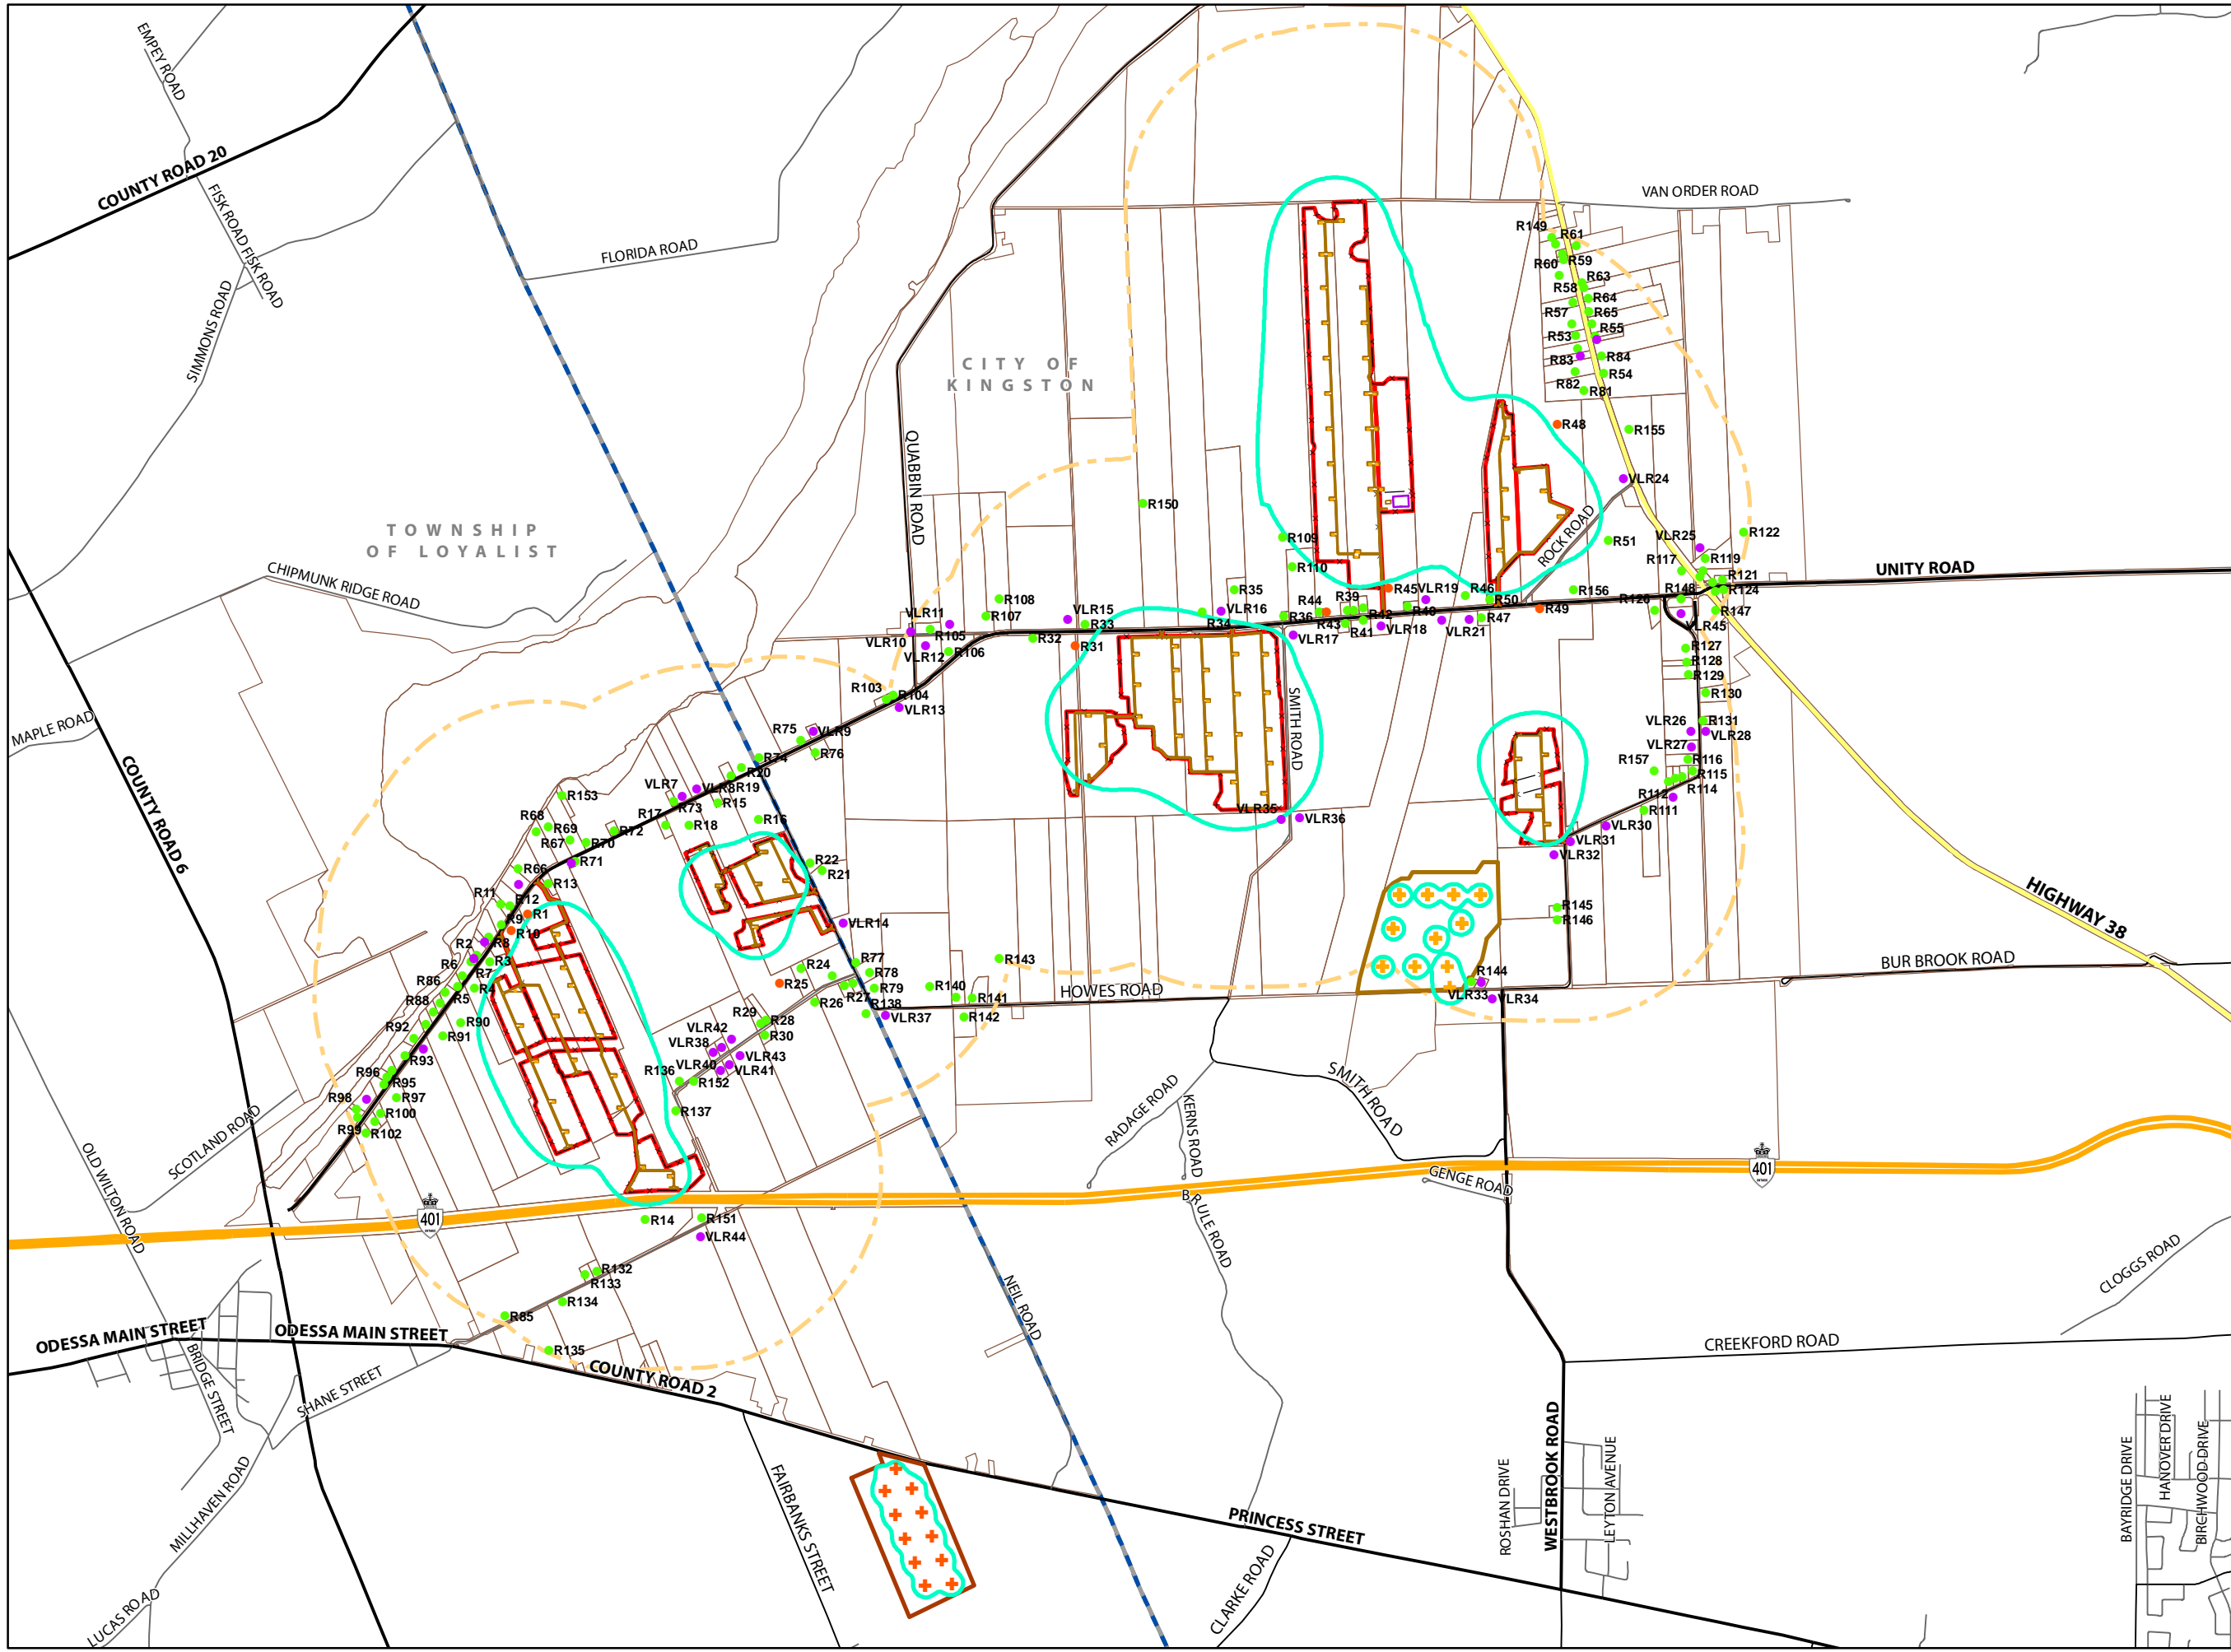 EMPEY ROAD
COUNTY ROAD 20
FISK ROAD
FISK ROAD
SIMMONS ROAD
FLORIDA ROAD
VAN ORDER ROAD
R149
R61
R60
R59
R63
R58
R64
R57
R65
R53
R55
R83
R84
R54
R82
R81
CITY OF
KINGSTON
R48
R155
QUABBIN ROAD
VLR24
R150
TOWNSHIP
OF LOYALIST
ROCK ROAD
R109
R51
VLR25
R122
R117
R119
R110
UNITY ROAD
R121
R124
CHIPMUNK RIDGE ROAD
R108
R107
R35
R45
VLR19
R46
R156
R148
R126
R147
VLR45
VLR11
VLR15
VLR16
R44
R39
R50
R49
R33
R34
R36
R43
R42
R40
R47
VLR10
R105
R32
R31
VLR17
R41
VLR18
VLR21
VLR12
R106
R127
R128
R129
R103
R104
VLR13
R130
SMITH ROAD
MAPLE ROAD
R75
VLR9
R76
VLR26
R131
VLR28
VLR27
COUNTY ROAD 6
R74
R20
R157
R116
R115
VLR7
VLR8
R19
R153
R17
R73
R15
R112
R114
R111
VLR35
VLR36
R68
R69
R67
R70
R72
R18
R16
VLR30
VLR31
VLR32
R71
R66
R22
R21
R13
R11
R12
R1
R9
R10
R145
R146
VLR14
R2
R8
R6
R3
R7
R86
R4
R5
R88
R24
R25
R26
R27
R77
R78
R79
R138
R143
R140
R141
R142
HOWES ROAD
BUR BROOK ROAD
HIGHWAY 38
R144
VLR33
VLR34
VLR37
R92
R90
R91
R93
R29
R28
R30
VLR42
VLR38
VLR43
VLR40
VLR41
R136
R152
R137
R96
R95
R98
R97
R100
R99
R102
SCOTLAND ROAD
OLD WILTON ROAD
RADAGE ROAD
KERNS ROAD
SMITH ROAD
401
401
GENGE ROAD
BRULE ROAD
R14
R151
VLR44
R132
R133
R134
R85
R135
NEIL ROAD
CLOGGS ROAD
ODESSA MAIN STREET
ODESSA MAIN STREET
BRIDGE STREET
SHANE STREET
COUNTY ROAD 2
CREEKFORD ROAD
MILLHAVEN ROAD
LUCAS ROAD
FAIRBANKS STREET
PRINCESS STREET
CLARKE ROAD
ROSHAN DRIVE
WESTBROOK ROAD
LEYTON AVENUE
BAYRIDGE DRIVE
HANOVER DRIVE
BIRCHWOOD DRIVE